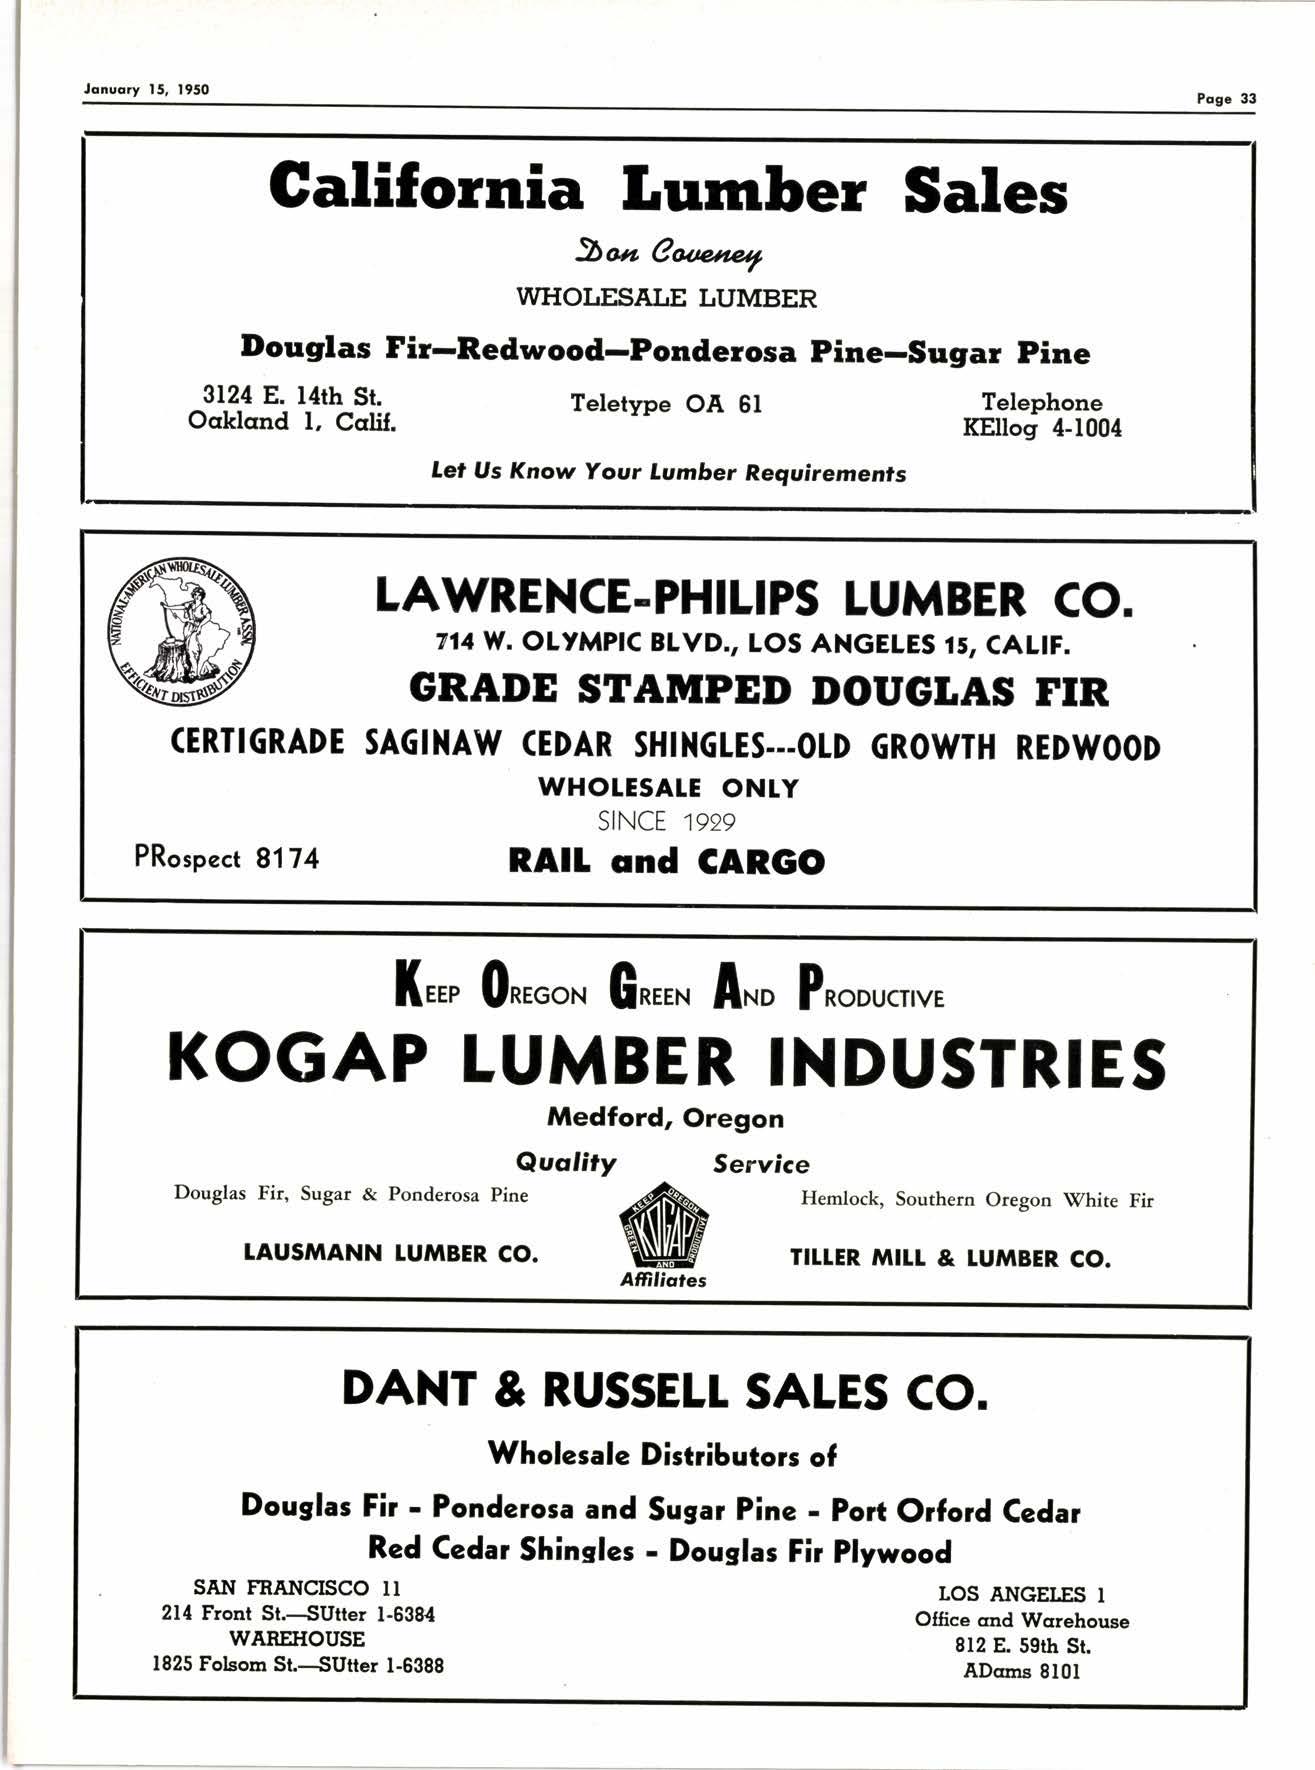 January 15, 1950
Page 33
California Lumber Sales
Don Coveney
WHOLESALE LUMBER
Douglas Fir—Redwood—Ponderosa Pine—Sugar Pine
3124 E. 14th St.
Oakland 1, Calif.
Teletype OA 61
Telephone
KEllog 4-1004
Let Us Know Your Lumber Requirements
NATIONAL-AMERICAN WHOLESALE LUMBER ASSN.
EFFICIENT DISTRIBUTION
LAWRENCE-PHILIPS LUMBER CO.
714 W. OLYMPIC BLVD., LOS ANGELES 15, CALIF.
GRADE STAMPED DOUGLAS FIR
CERTIGRADE SAGINAW CEDAR SHINGLES---OLD GROWTH REDWOOD
WHOLESALE ONLY
SINCE 1929
PRospect 8174
RAIL and CARGO
KEEP OREGON GREEN AND PRODUCTIVE
KOGAP LUMBER INDUSTRIES
Medford, Oregon
Quality Service
Douglas Fir, Sugar & Ponderosa Pine
Hemlock, Southern Oregon White Fir
KEEP OREGON GREEN AND PRODUCTIVE
KOGAP
LAUSMANN LUMBER CO.
TILLER MILL & LUMBER CO.
Affiliates
DANT & RUSSELL SALES CO.
Wholesale Distributors of
Douglas Fir - Ponderosa and Sugar Pine - Port Orford Cedar
Red Cedar Shingles - Douglas Fir Plywood
SAN FRANCISCO 11
214 Front St.—SUtter 1-6384
WAREHOUSE
1825 Folsom St.—SUtter 1-6388
LOS ANGELES 1
Office and Warehouse
812 E. 59th St.
ADams 8101